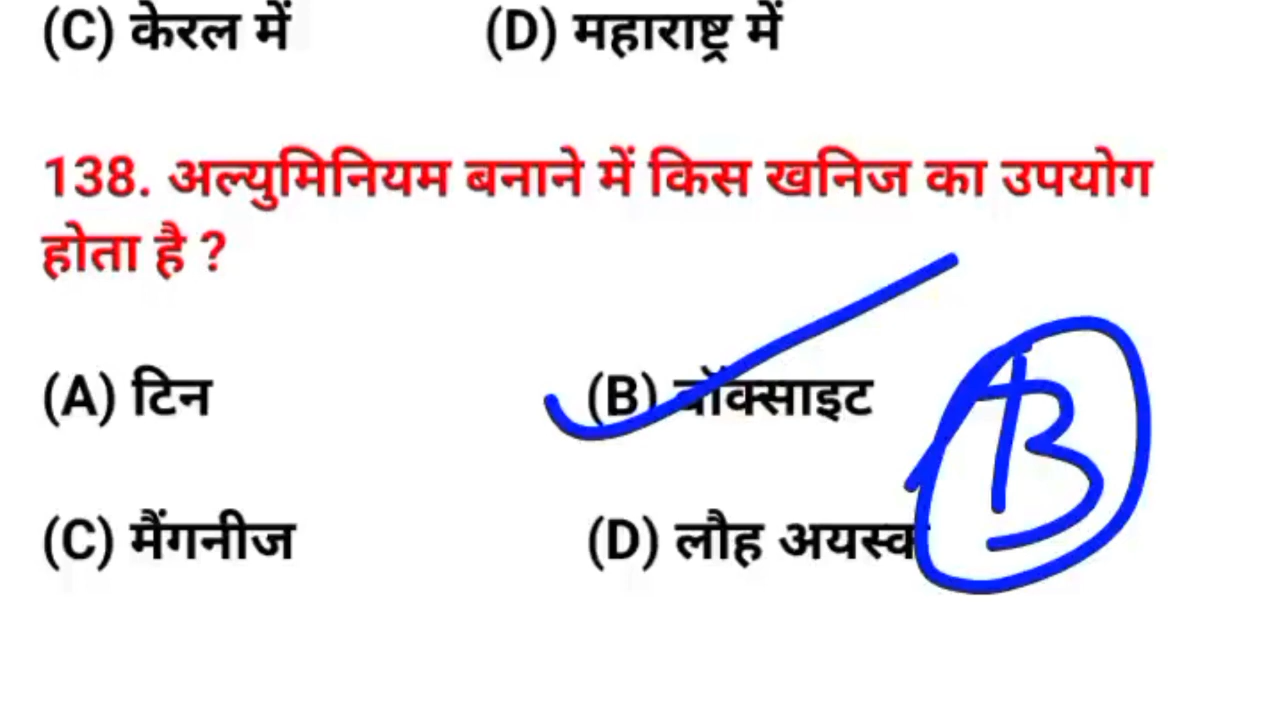 (C) केरल में (D) महाराष्ट्र में
138. अल्युमिनियम बनाने में किस खनिज का उपयोग
होता है ?
(A) टिन (B) बॉक्साइट
B
(C) मैंगनीज (D) लौह अयस्क